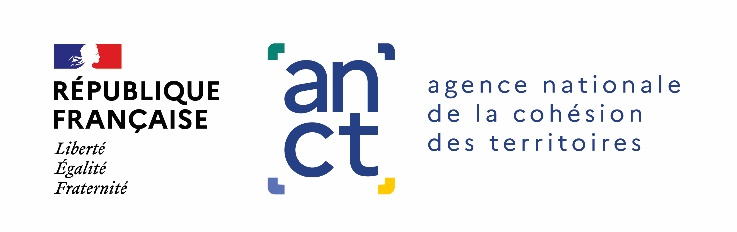 RÉPUBLIQUE
FRANÇAISE
Liberté
Égalité
Fraternité
an
ct
agence nationale
de la cohésion
des territoires